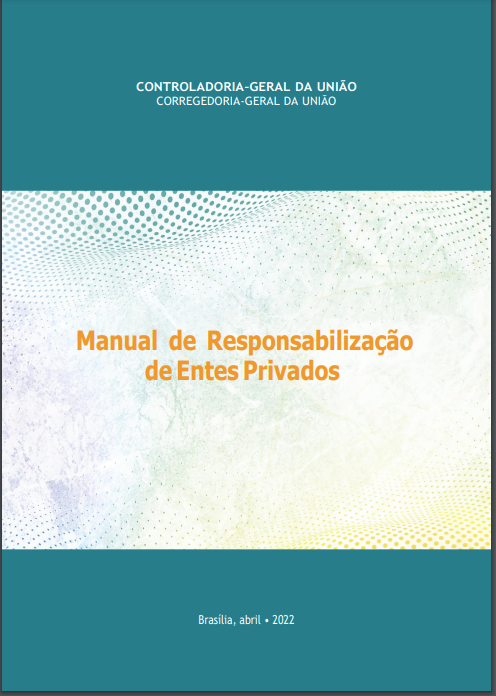 CONTROLADORIA-GERAL DA UNIÃO
CORREGEDORIA-GERAL DA UNIÃO
Manual de Responsabilização
de Entes Privados
Brasília, abril • 2022